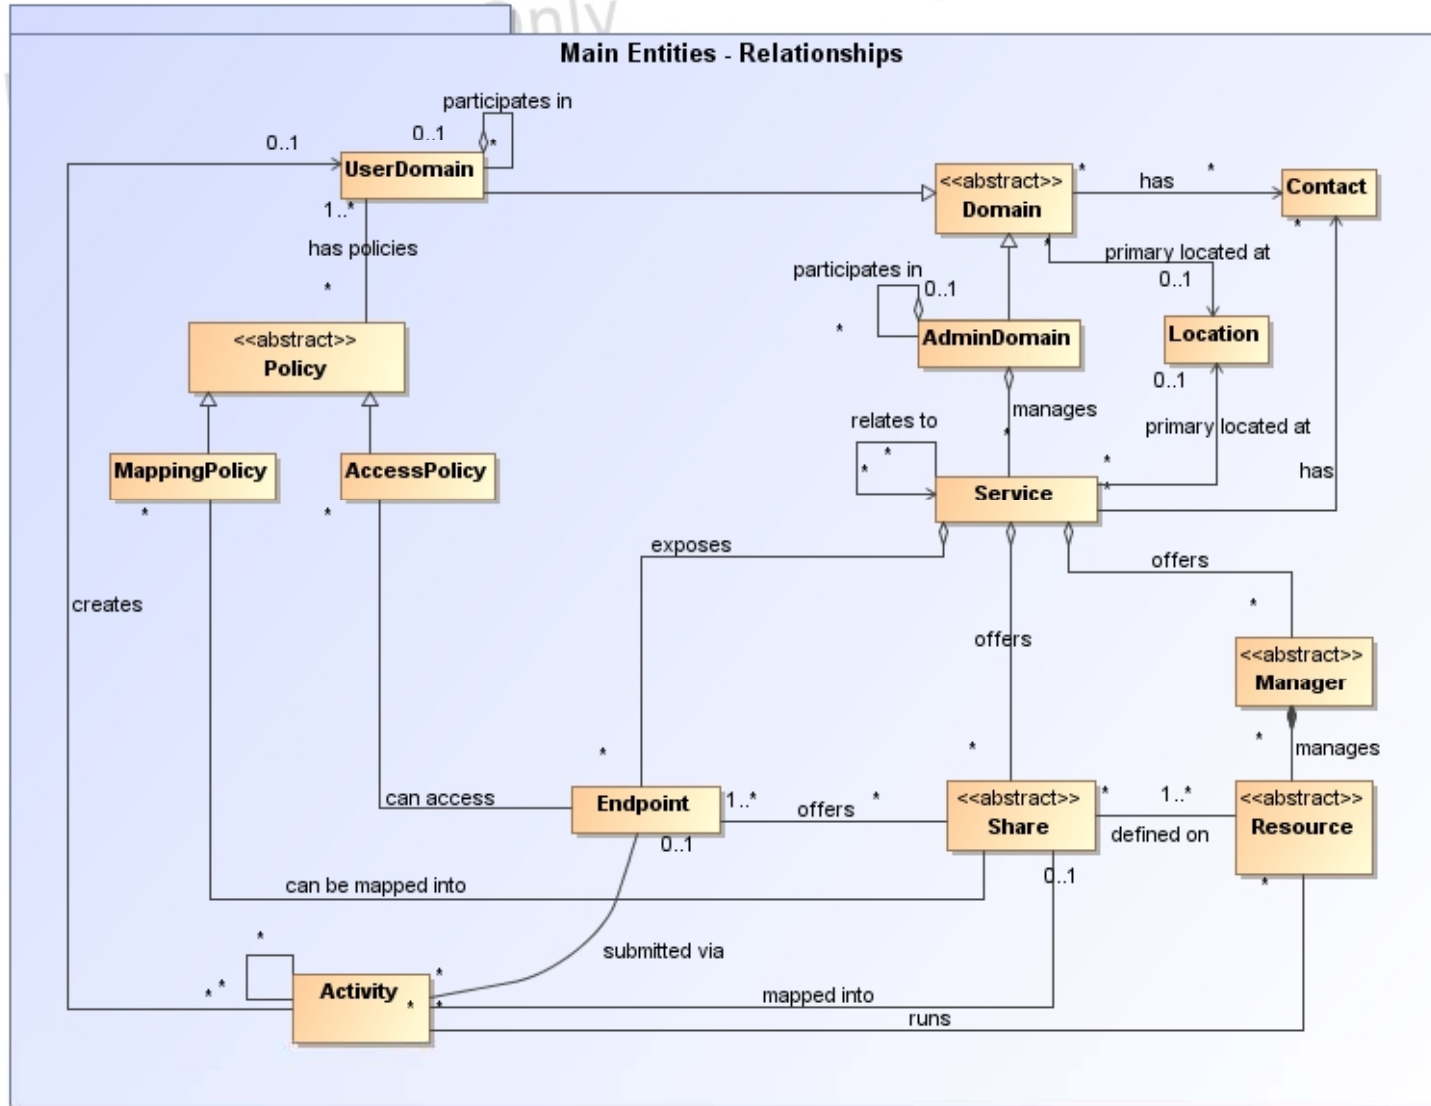 Only
Main Entities - Relationships
participates in
0..1
0..1
*
UserDomain
<<abstract>>
Domain
*
has
*
Contact
*
1..*
has policies
*
*
primary located at
0..1
participates in
0..1
*
AdminDomain
Location
0..1
<<abstract>>
Policy
manages
*
relates to
*
*
primary located at
*
*
has
MappingPolicy
*
AccessPolicy
*
Service
exposes
offers
*
creates
offers
<<abstract>>
Manager
*
manages
*
*
can access
Endpoint
1..*
offers
*
0..1
<<abstract>>
Share
*
1..*
defined on
0..1
<<abstract>>
Resource
*
can be mapped into
submitted via
*
*
*
Activity
*
*
*
mapped into
runs